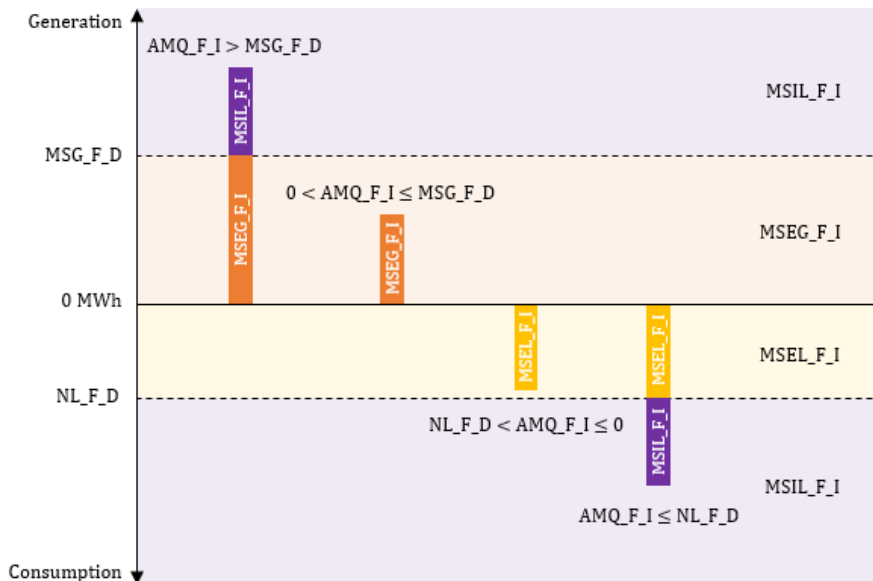 Generation
AMQ_F_I > MSG_F_D
MSIL_F_I
MSIL_F_I
MSG_F_D
MSEG_F_I
0 < AMQ_F_I ≤ MSG_F_D
MSEG_F_I
MSEG_F_I
0 MWh
MSEL_F_I
MSEL_F_I
MSEL_F_I
NL_F_D
NL_F_D < AMQ_F_I ≤ 0
MSIL_F_I
MSIL_F_I
AMQ_F_I ≤ NL_F_D
Consumption